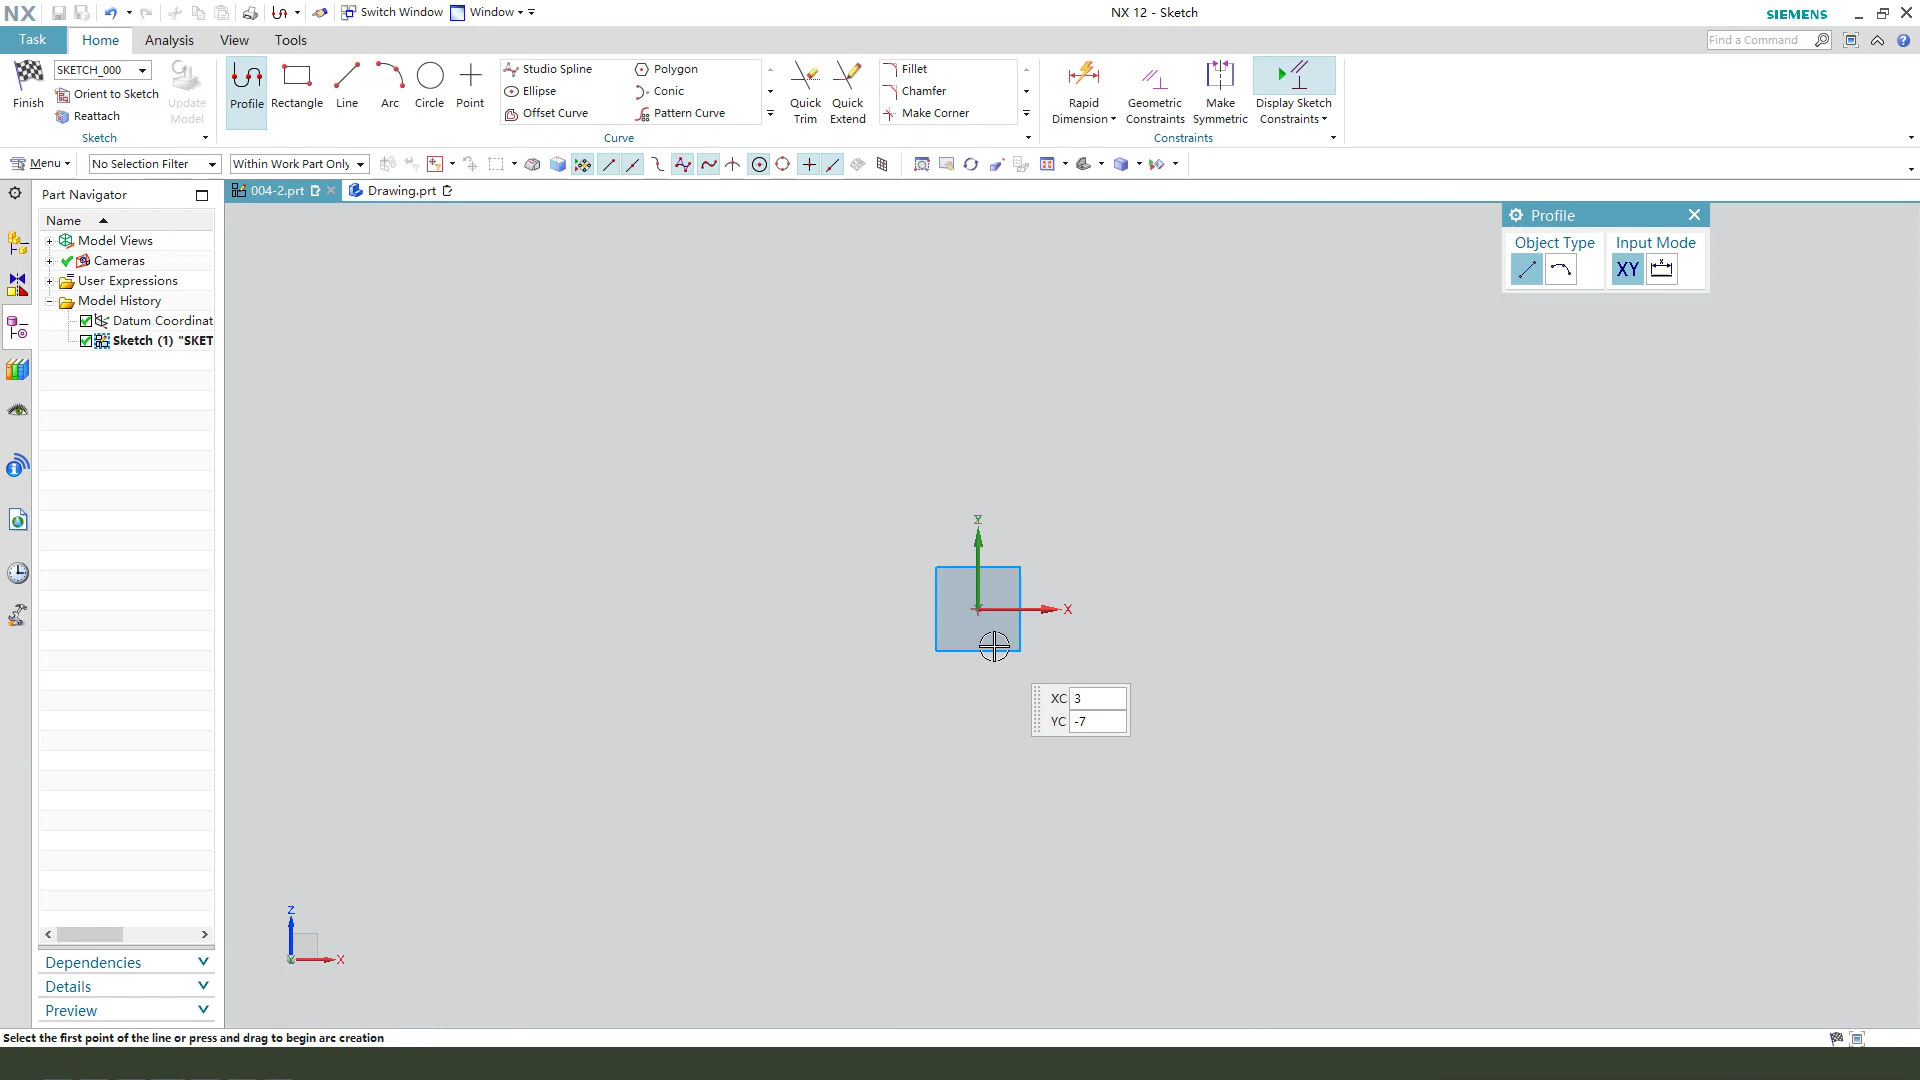 NX
Switch Window
Window
NX 12 - Sketch
SIEMENS
Task
Home
Analysis
View
Tools
Find a Command
Finish
SKETCH_000
Orient to Sketch
Reattach
Update Model
Sketch
Profile
Rectangle
Line
Arc
Circle
Point
Studio Spline
Polygon
Ellipse
Conic
Offset Curve
Pattern Curve
Quick Trim
Quick Extend
Fillet
Chamfer
Make Corner
Curve
Rapid Dimension
Geometric Constraints
Make Symmetric
Display Sketch Constraints
Constraints
Menu
No Selection Filter
Within Work Part Only
Part Navigator
004-2.prt
Drawing.prt
Name
Model Views
Cameras
User Expressions
Model History
Datum Coordinat
Sketch (1) "SKET
Profile
Object Type
Input Mode
XY
Y
X
XC 3
YC -7
Z
X
Y
Dependencies
Details
Preview
Select the first point of the line or press and drag to begin arc creation